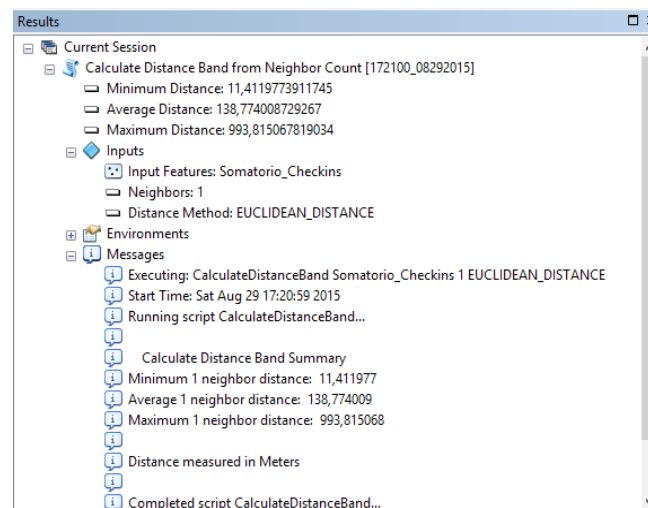 Results
Current Session
Calculate Distance Band from Neighbor Count [172100_08292015]
Minimum Distance: 11,4119773911745
Average Distance: 138,774008729267
Maximum Distance: 993,815067819034
Inputs
Input Features: Somatorio_Checkins
Neighbors: 1
Distance Method: EUCLIDEAN_DISTANCE
Environments
Messages
Executing: CalculateDistanceBand Somatorio_Checkins 1 EUCLIDEAN_DISTANCE
Start Time: Sat Aug 29 17:20:59 2015
Running script CalculateDistanceBand...
Calculate Distance Band Summary
Minimum 1 neighbor distance: 11,411977
Average 1 neighbor distance: 138,774009
Maximum 1 neighbor distance: 993,815068
Distance measured in Meters
Completed script CalculateDistanceBand...